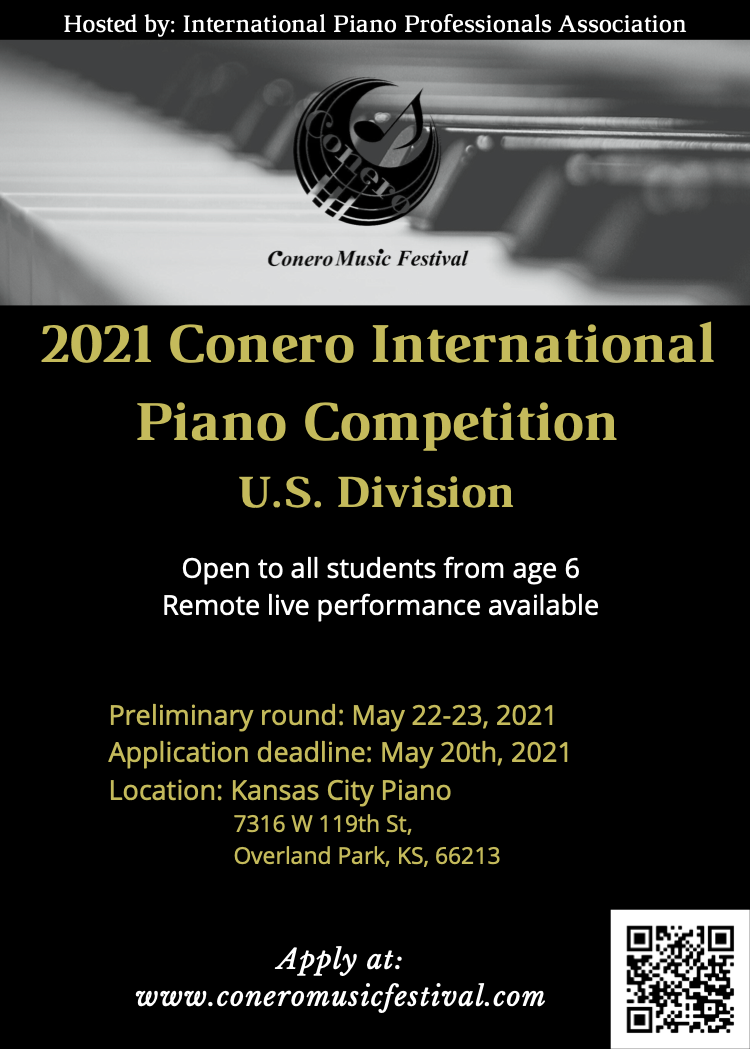 Hosted by: International Piano Professionals Association
Conero
Conero Music Festival
2021 Conero International
Piano Competition
U.S. Division
Open to all students from age 6
Remote live performance available
Preliminary round: May 22-23, 2021
Application deadline: May 20th, 2021
Location: Kansas City Piano
7316 W 119th St,
Overland Park, KS, 66213
Apply at:
www.coneromusicfestival.com